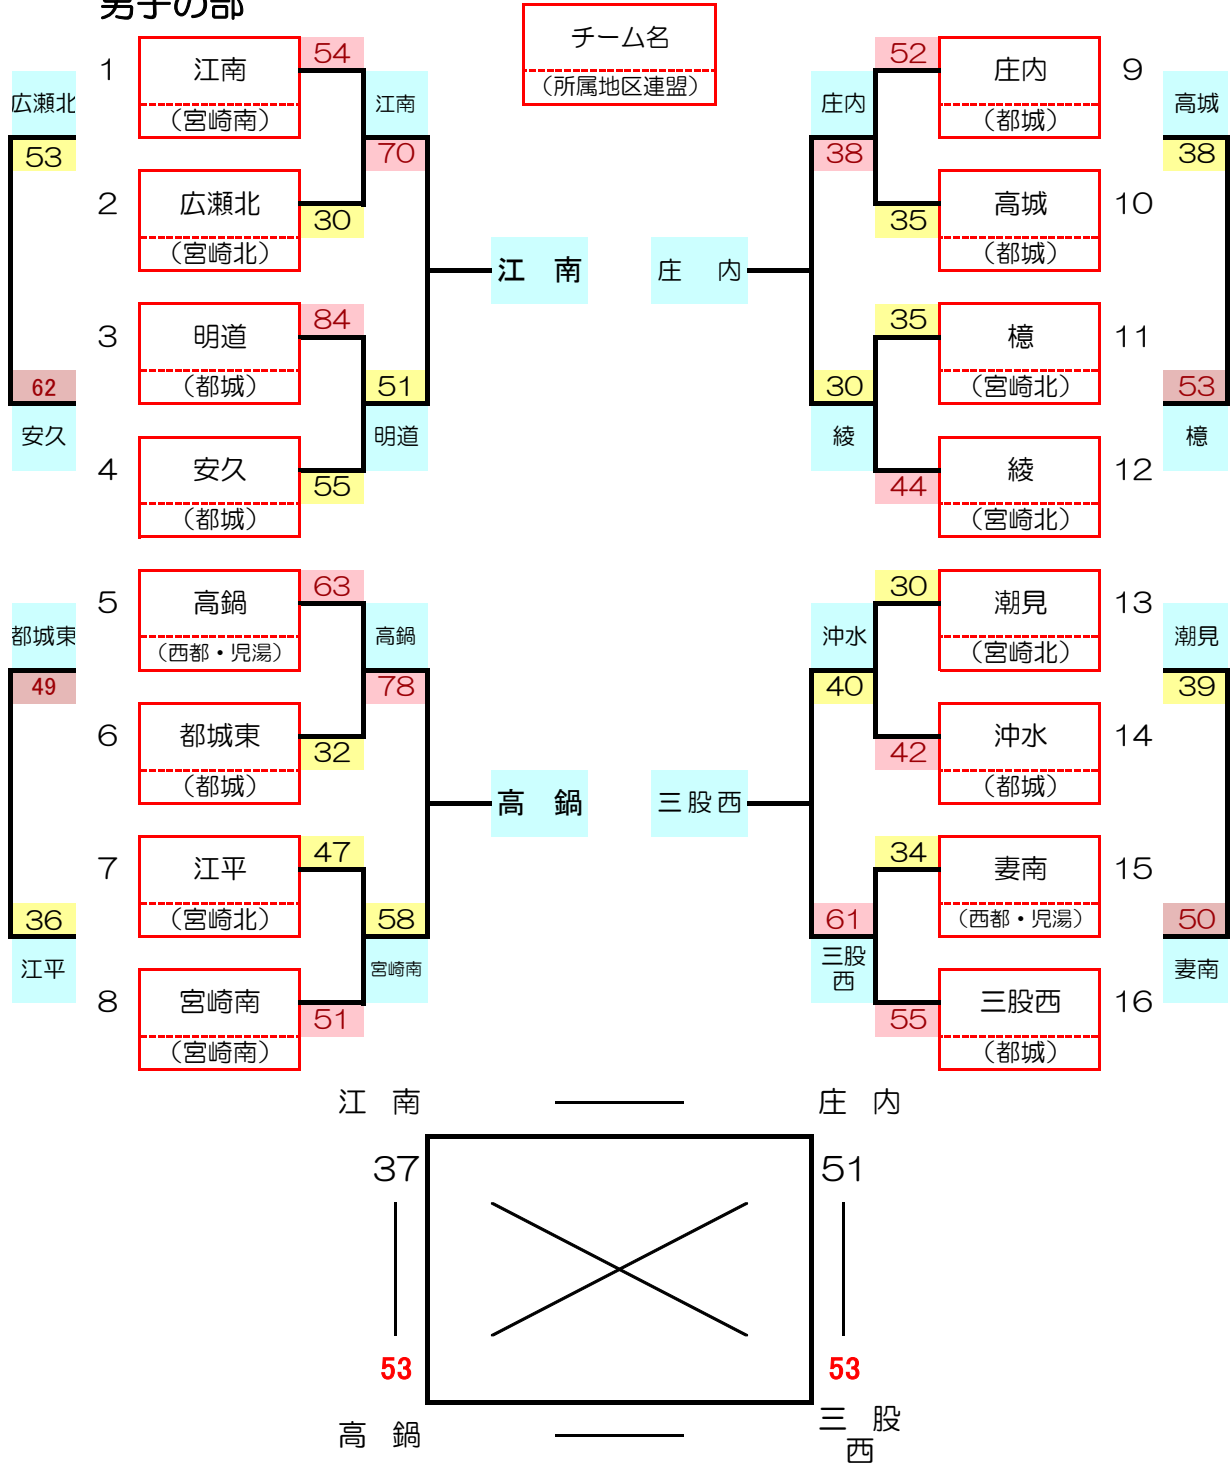 男子の部
チーム名
（所属地区連盟）
1
江南
（宮崎南）
54
2
広瀬北
（宮崎北）
30
3
明道
（都城）
84
4
安久
（都城）
55
江南
70
51
明道
広瀬北
53
62
安久
江　南
5
高鍋
（西都・児湯）
63
6
都城東
（都城）
32
7
江平
（宮崎北）
47
8
宮崎南
（宮崎南）
51
高鍋
78
58
宮崎南
都城東
49
36
江平
高　鍋
52
庄内
（都城）
9
35
高城
（都城）
10
35
檍
（宮崎北）
11
44
綾
（宮崎北）
12
庄内
38
30
綾
高城
38
53
檍
庄　内
30
潮見
（宮崎北）
13
42
沖水
（都城）
14
34
妻南
（西都・児湯）
15
55
三股西
（都城）
16
沖水
40
61
三股
西
潮見
39
50
妻南
三股西
江　南
庄　内
37
51
53
53
高　鍋
三　股
西